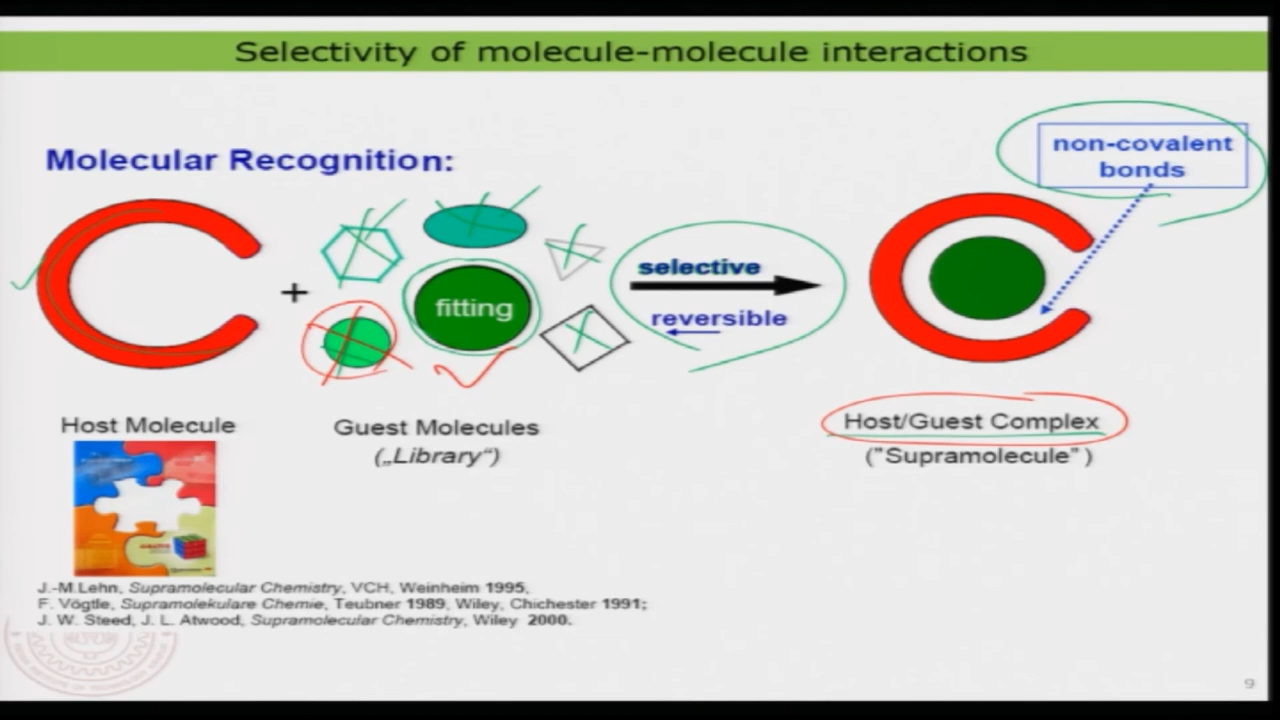 Selectivity of molecule-molecule interactions
non-covalent
bonds
Molecular Recognition:
+
fitting
selective
reversible
Host Molecule
Guest Molecules
(„Library“)
Host/Guest Complex
("Supramolecule")
J.-M.Lehn, Supramolecular Chemistry, VCH, Weinheim 1995,
F. Vögtle, Supramolekulare Chemie, Teubner 1989, Wiley, Chichester 1991;
J. W. Steed, J. L. Atwood, Supramolecular Chemistry, Wiley 2000.
9